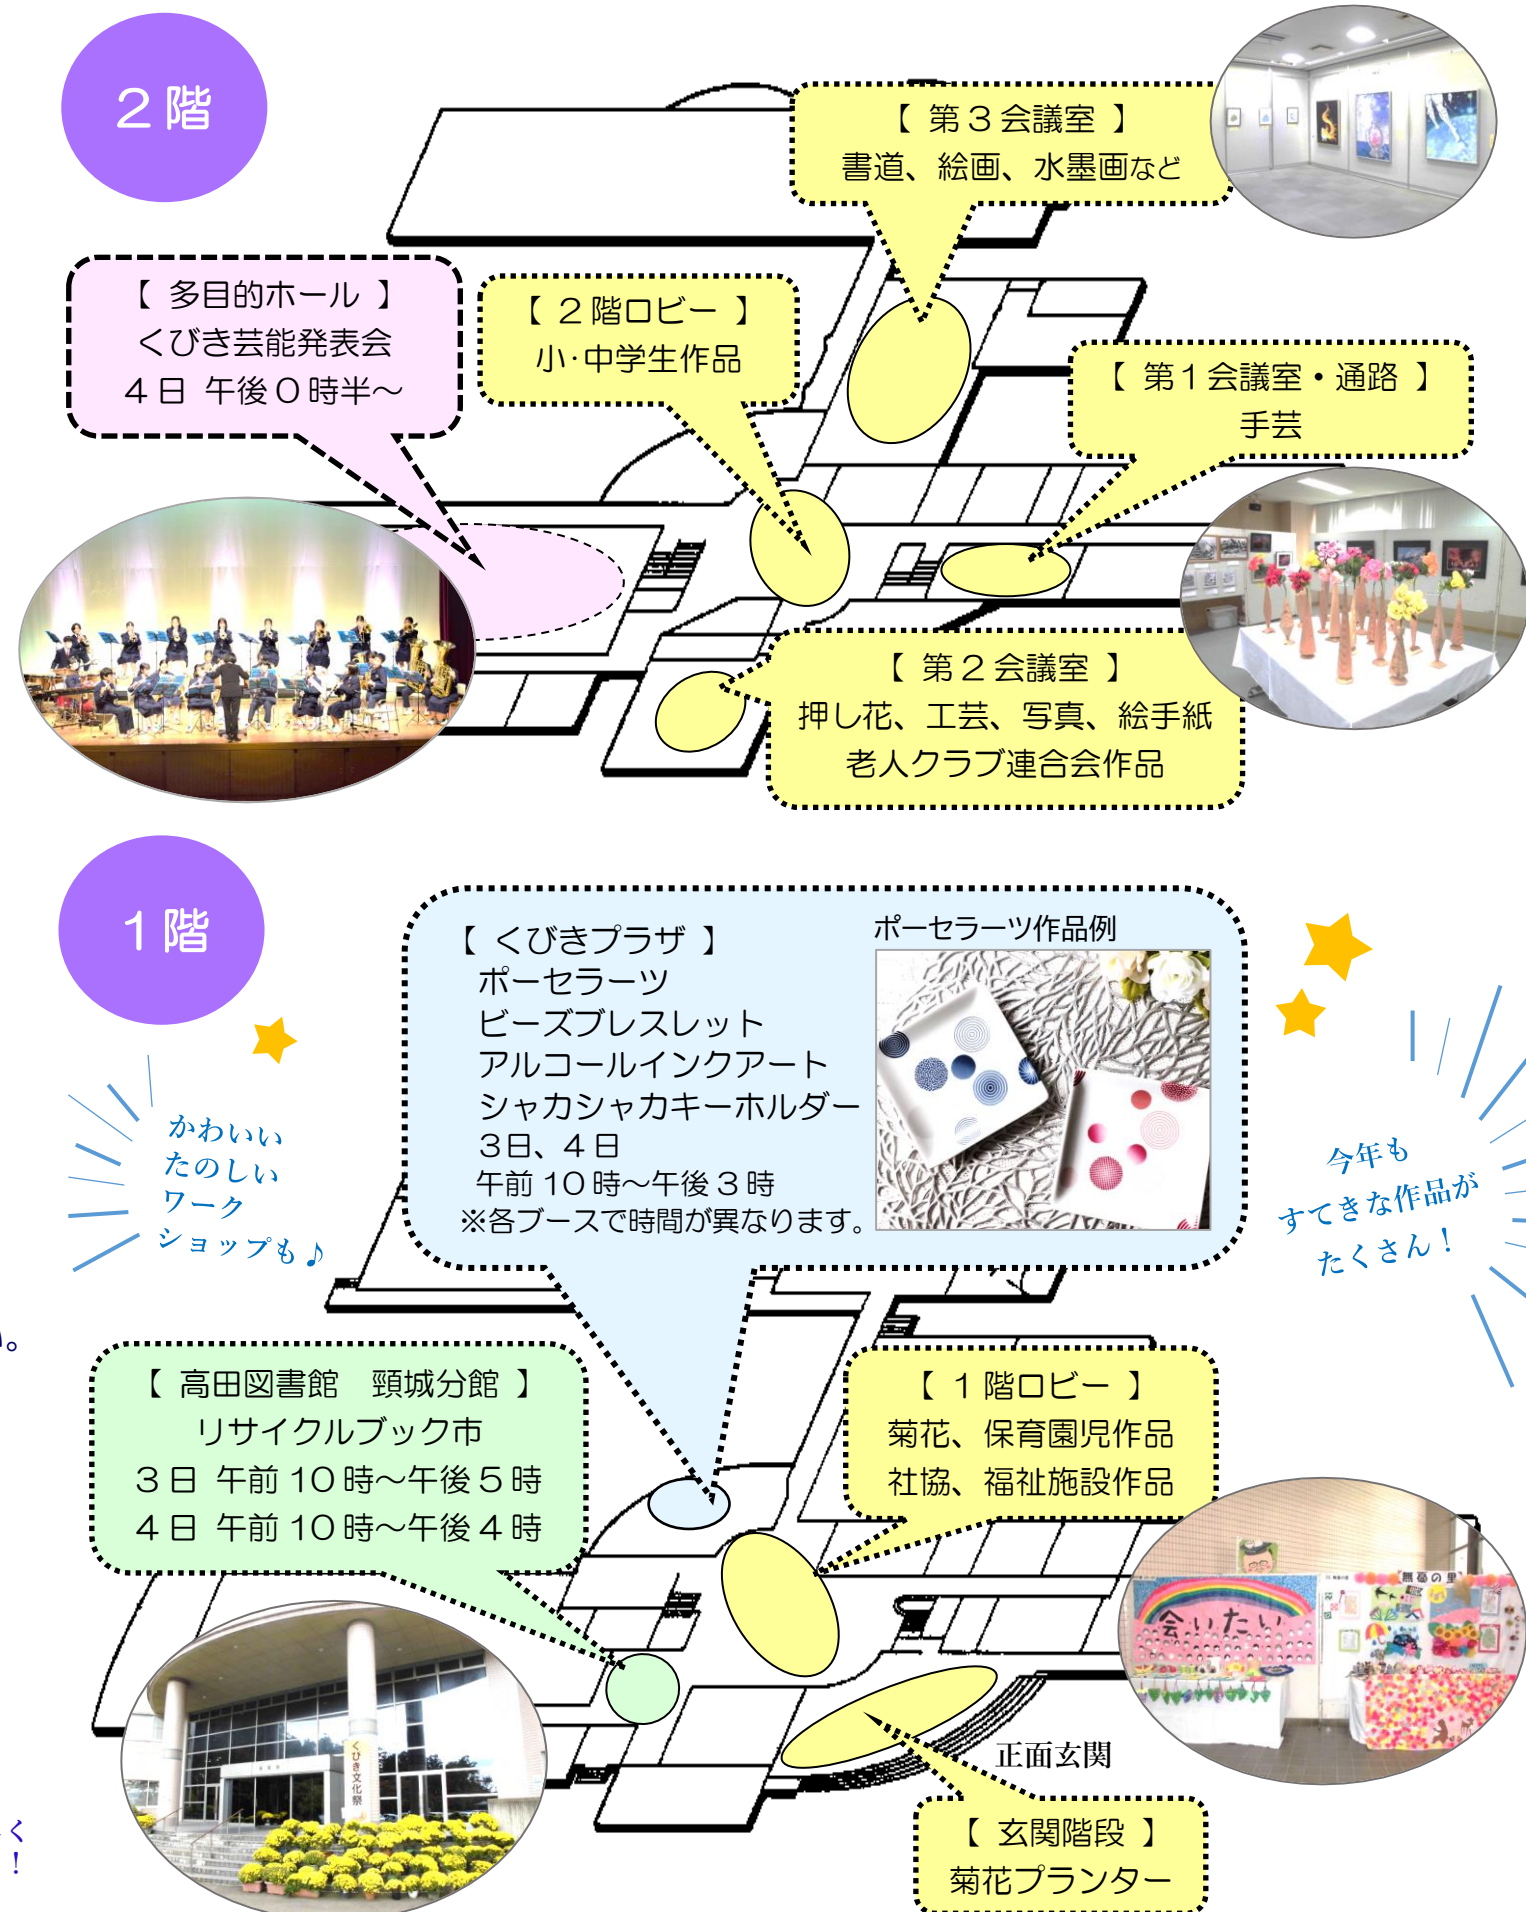 2階
【 第3会議室 】
書道、絵画、水墨画など
【 多目的ホール 】
くびき芸能発表会
4日 午後0時半～
【 2階ロビー 】
小･中学生作品
【 第1会議室・通路 】
手芸
【 第2会議室 】
押し花、工芸、写真、絵手紙
老人クラブ連合会作品
1階
【 くびきプラザ 】
ポーセラーツ
ビーズブレスレット
アルコールインクアート
シャカシャカキーホルダー
3日、4日
午前10時～午後3時
※各ブースで時間が異なります。
ポーセラーツ作品例
かわいい
たのしい
ワーク
ショップも♪
今年も
すてきな作品が
たくさん！
い。
【 高田図書館　頸城分館 】
リサイクルブック市
3日 午前10時～午後5時
4日 午前10時～午後4時
【 1階ロビー 】
菊花、保育園児作品
社協、福祉施設作品
会いたい
くびき文化祭
正面玄関
【 玄関階段 】
菊花プランター
く
！